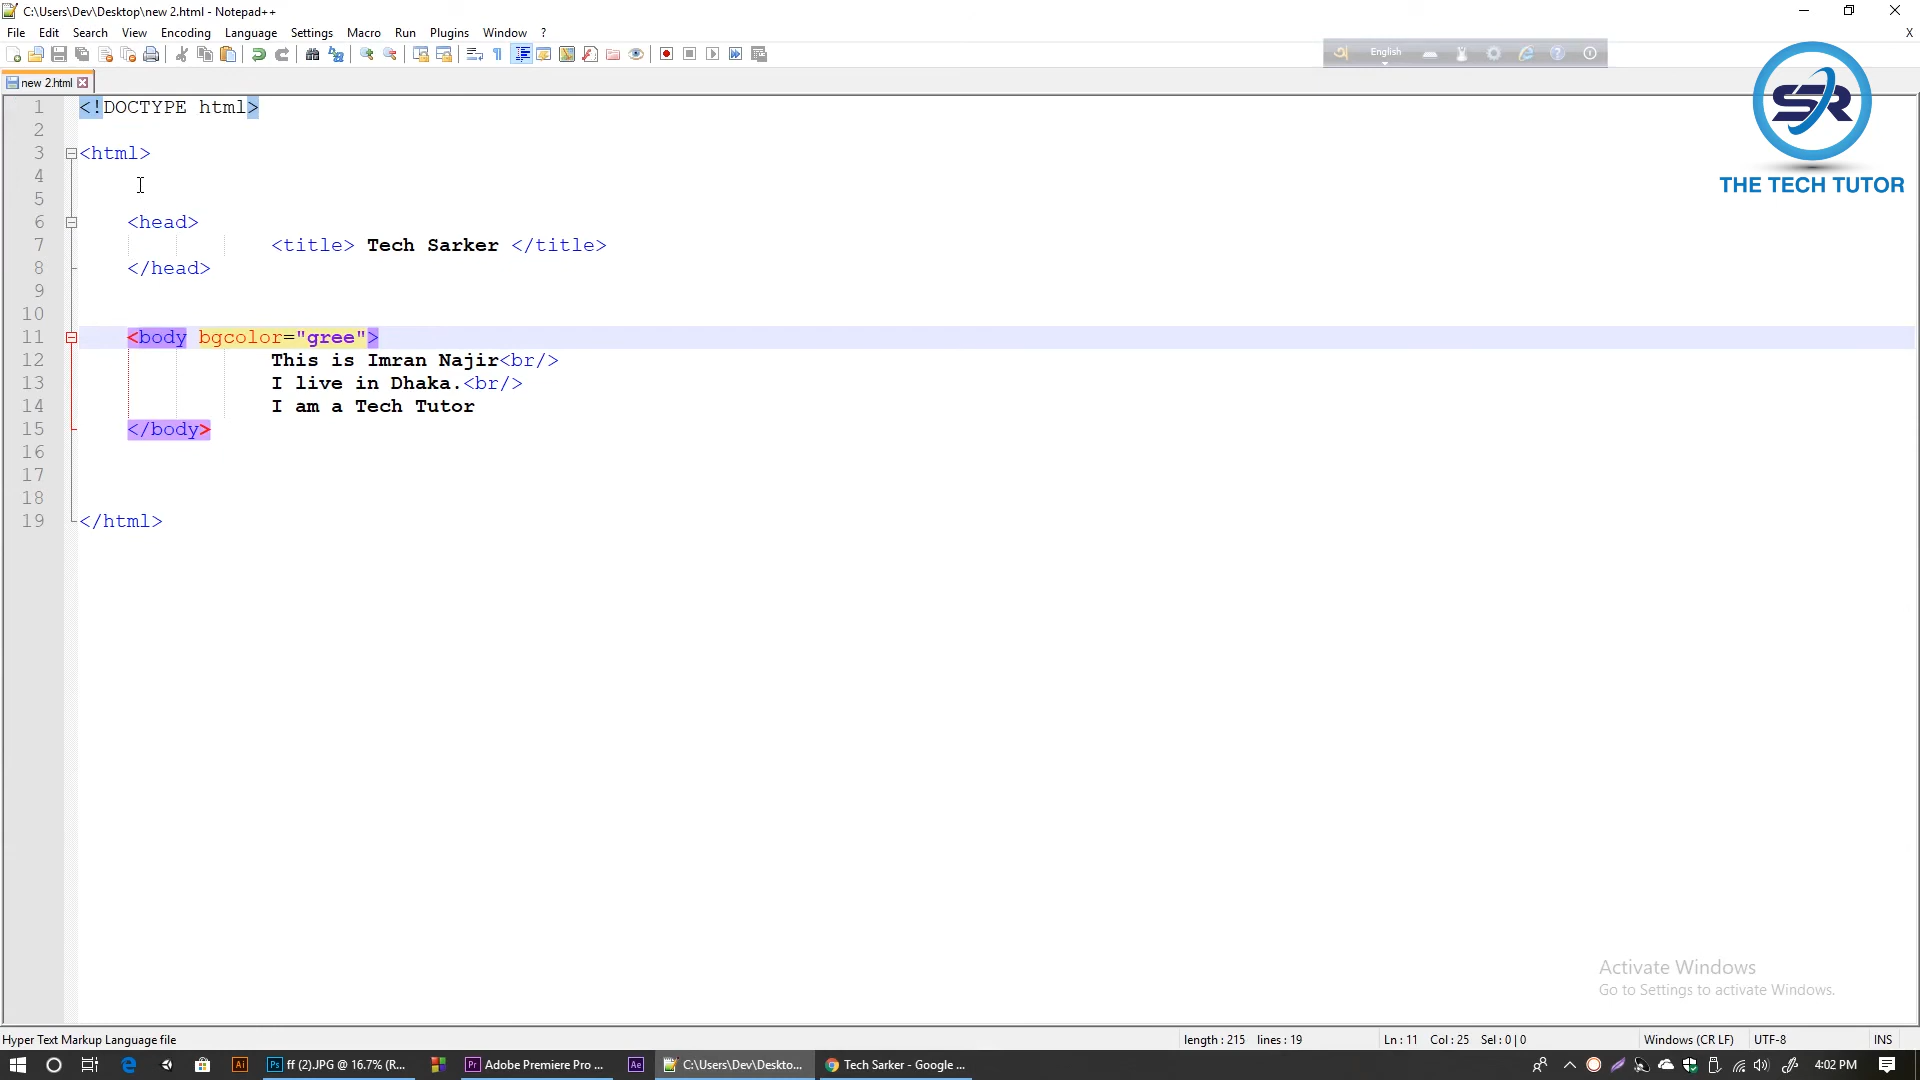 C:\Users\Dev\Desktop\new 2.html - Notepad++
File Edit Search View Encoding Language Settings Macro Run Plugins Window ? X
English
new 2.html
SR
THE TECH TUTOR
1 <!DOCTYPE html>
2
3 <html>
4
5
6 <head>
7 <title> Tech Sarker </title>
8 </head>
9
10
11 <body bgcolor="gree">
12 This is Imran Najir<br/>
13 I live in Dhaka.<br/>
14 I am a Tech Tutor
15 </body>
16
17
18
19 </html>
Activate Windows
Go to Settings to activate Windows.
Hyper Text Markup Language file length : 215 lines : 19 Ln : 11 Col : 25 Sel : 0 | 0 Windows (CR LF) UTF-8 INS
Ai Ps ff (2).JPG @ 16.7% (R... Pr Adobe Premiere Pro ... Ae C:\Users\Dev\Deskto... Tech Sarker - Google ... 4:02 PM